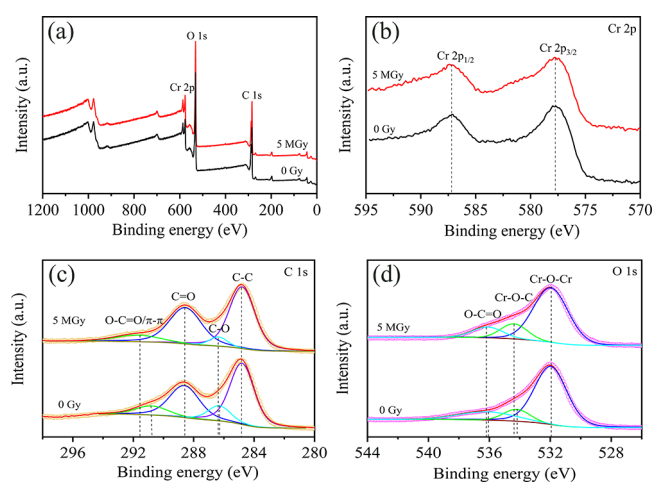 (a)
O 1s
Cr 2p
C 1s
5 MGy
0 Gy
Intensity (a.u.)
1200 1000 800 600 400 200 0
Binding energy (eV)
(b)
Cr 2p
Cr 2p1/2
Cr 2p3/2
5 MGy
0 Gy
Intensity (a.u.)
595 590 585 580 575 570
Binding energy (eV)
(c)
C 1s
C-C
C=O
O-C=O/π-π
C-O
5 MGy
0 Gy
Intensity (a.u.)
296 292 288 284 280
Binding energy (eV)
(d)
O 1s
Cr-O-Cr
Cr-O-C
O-C=O
5 MGy
0 Gy
Intensity (a.u.)
544 540 536 532 528
Binding energy (eV)